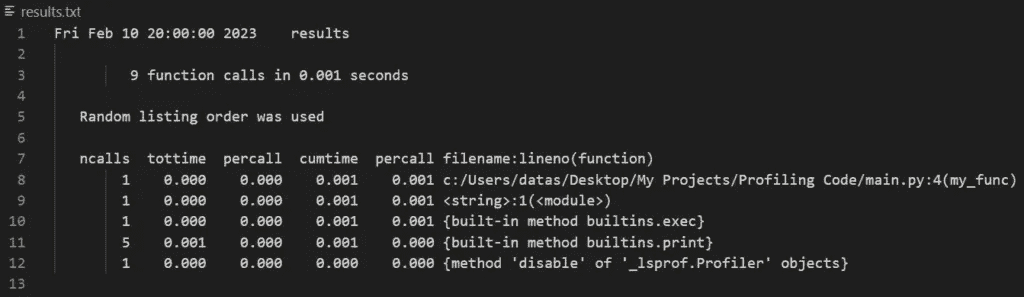 results.txt
1 Fri Feb 10 20:00:00 2023    results
2
3 9 function calls in 0.001 seconds
4
5 Random listing order was used
6
7 ncalls  tottime  percall  cumtime  percall filename:lineno(function)
8 1    0.000    0.000    0.001    0.001 c:/Users/datas/Desktop/My Projects/Profiling Code/main.py:4(my_func)
9 1    0.000    0.000    0.001    0.001 <string>:1(<module>)
10 1    0.000    0.000    0.001    0.001 {built-in method builtins.exec}
11 5    0.001    0.000    0.001    0.000 {built-in method builtins.print}
12 1    0.000    0.000    0.000    0.000 {method 'disable' of '_lsprof.Profiler' objects}
13